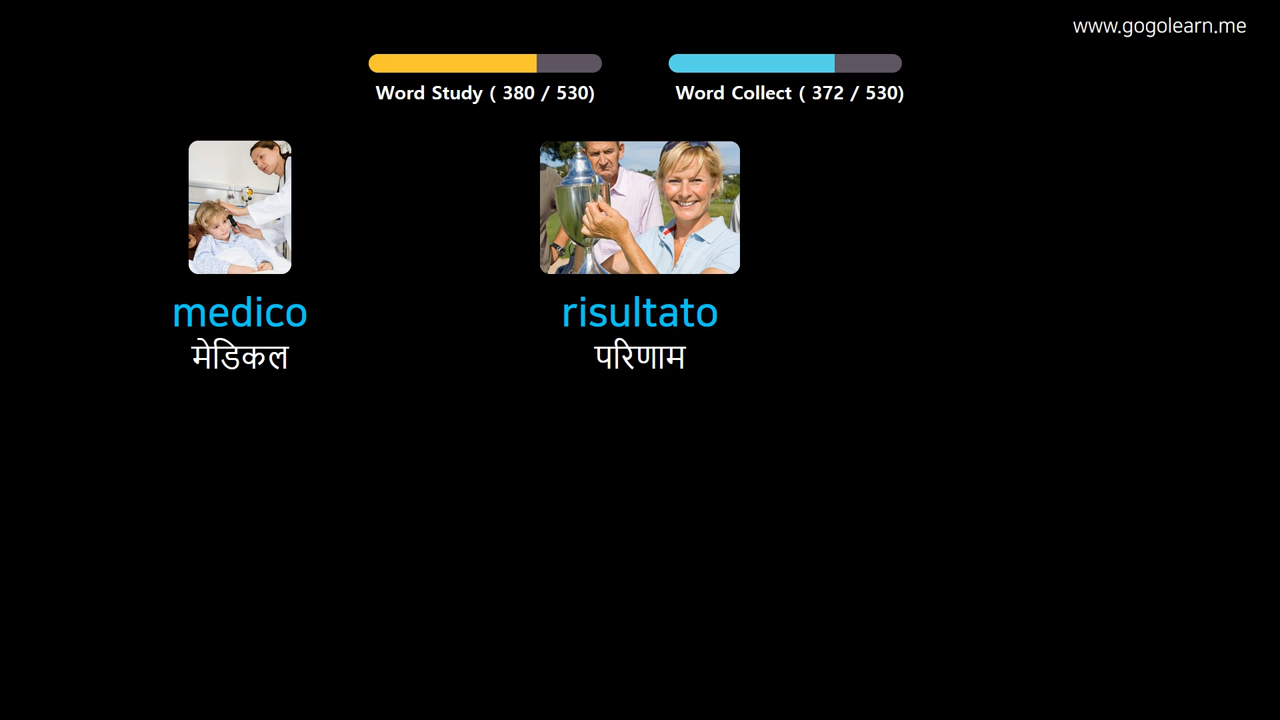 www.gogolearn.me
Word Study ( 380 / 530)
Word Collect ( 372 / 530)
medico
मेडिकल
risultato
परिणाम